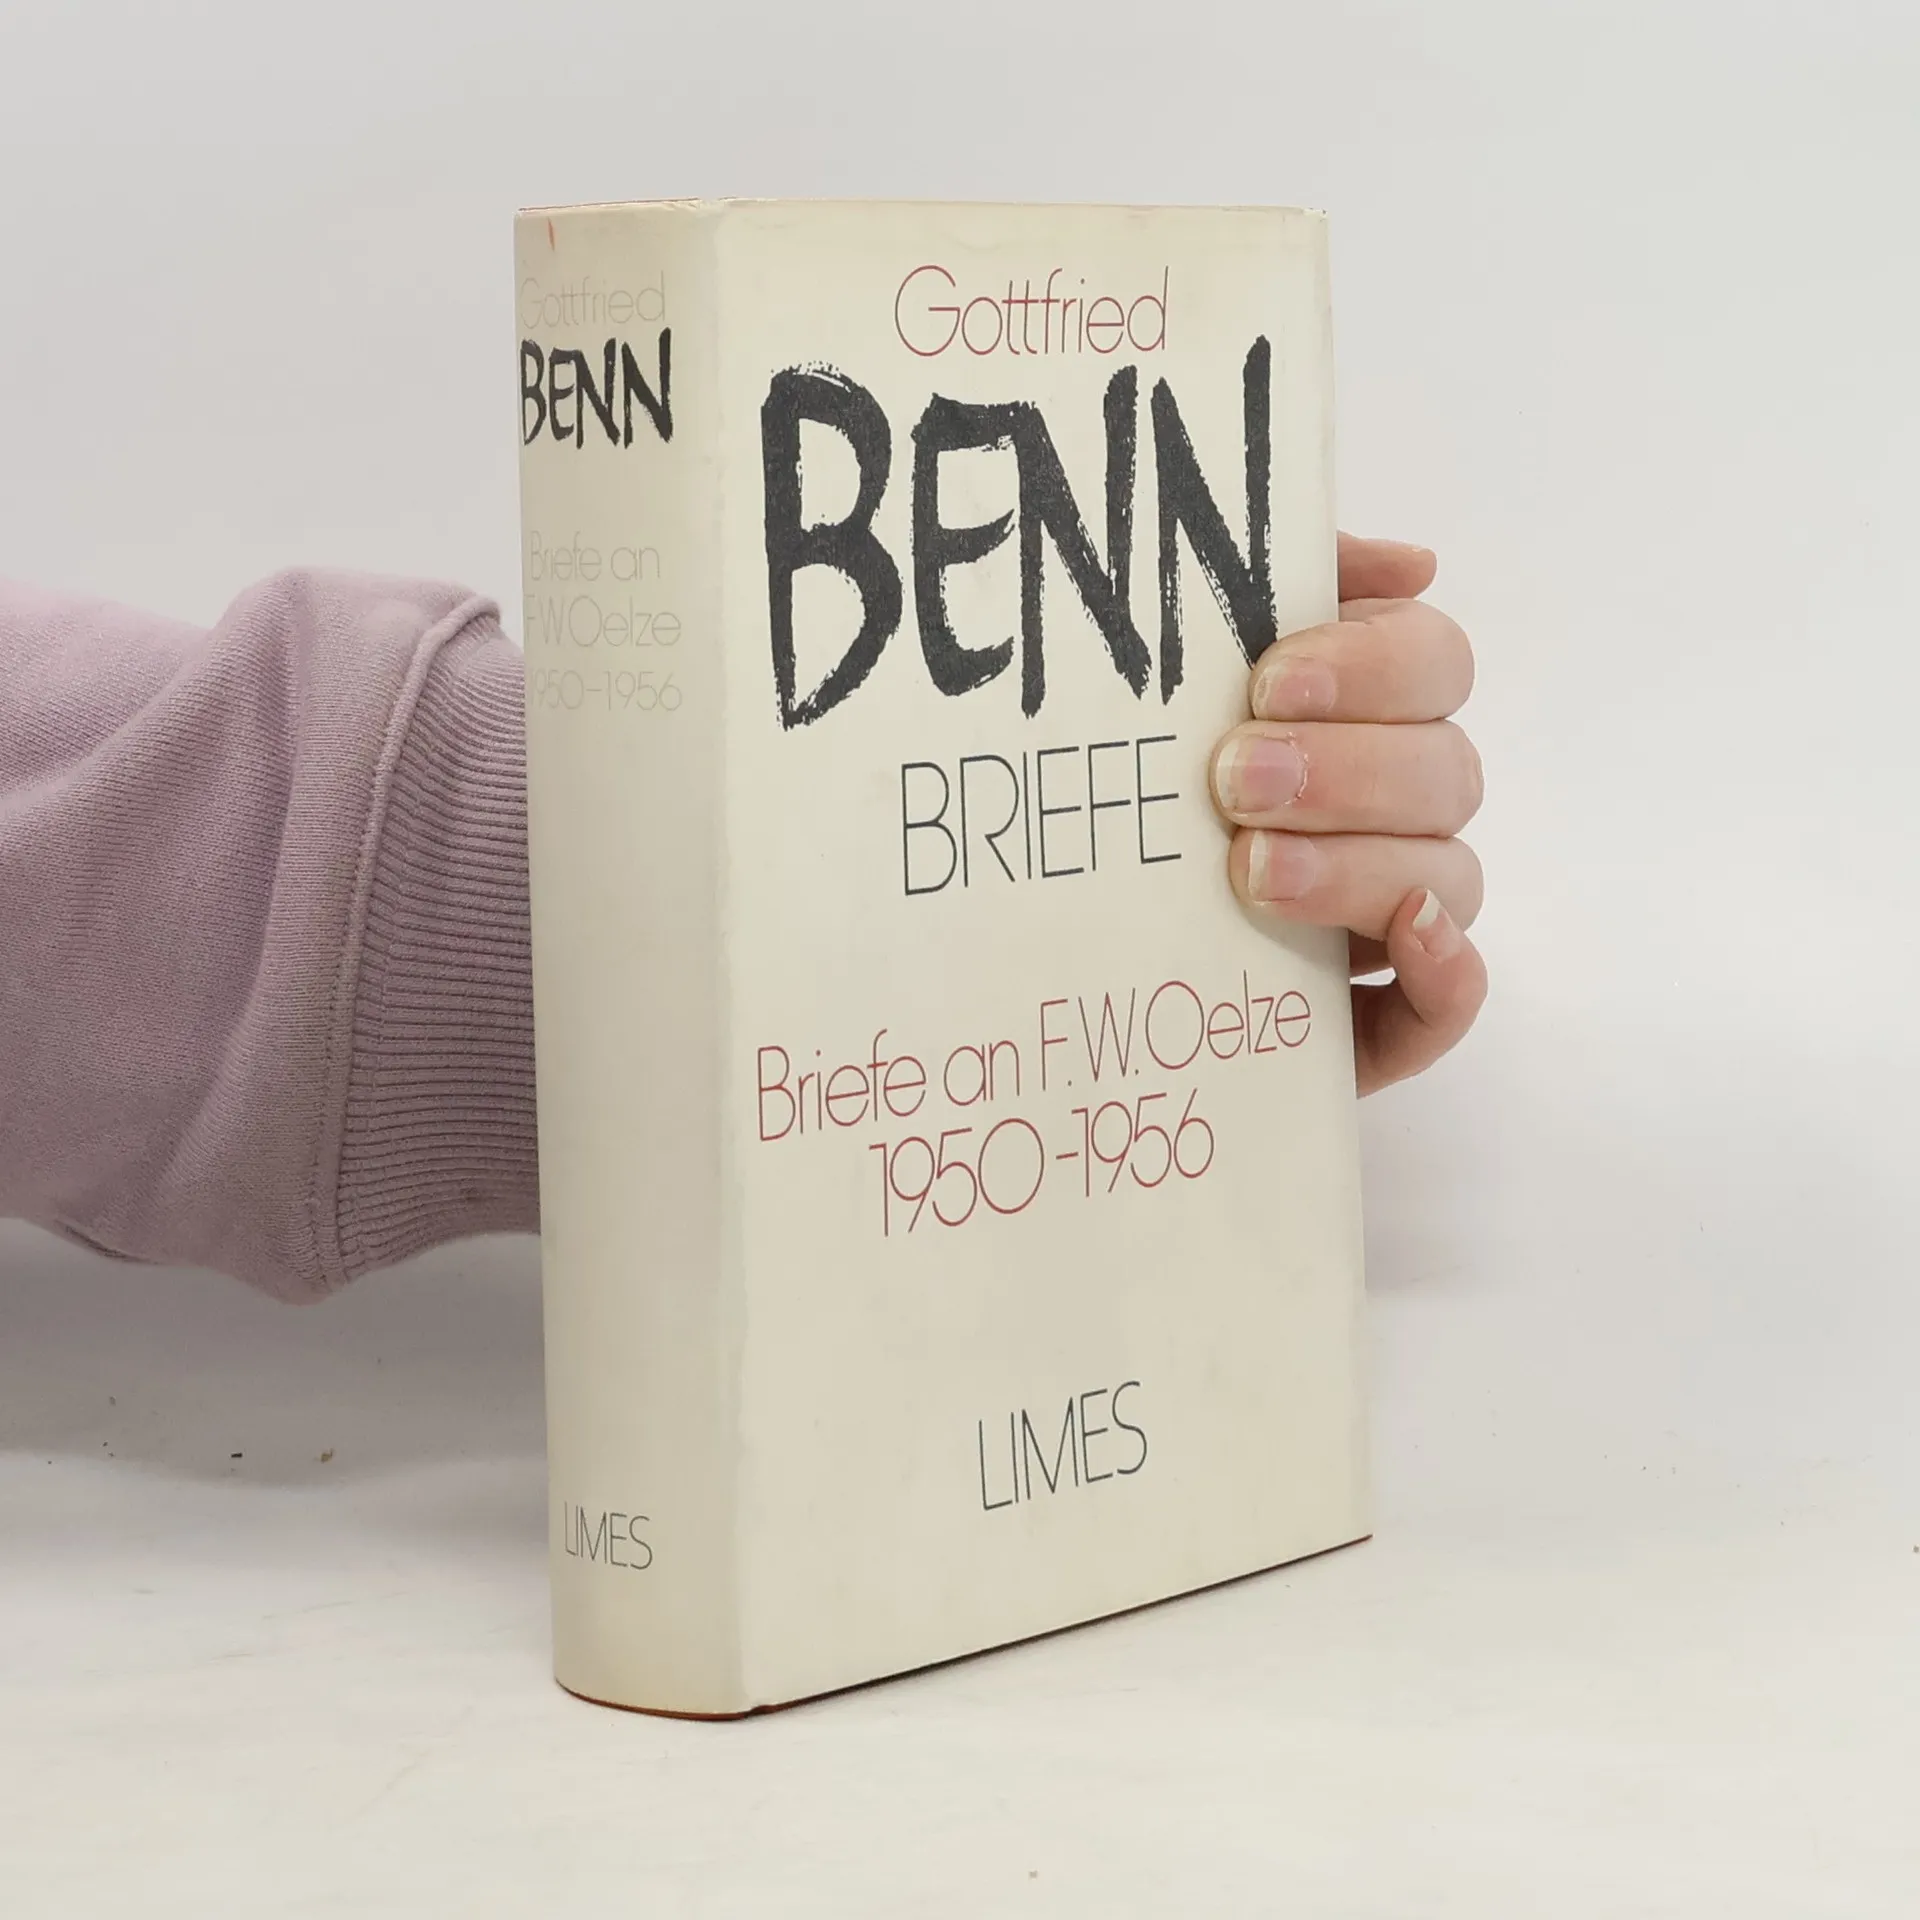 Gottfried
BENN
Briefe an
F.W.Oelze
1950-1956
LIMES
Gottfried
BENN
BRIEFE
Briefe an F.W.Oelze
1950-1956
LIMES